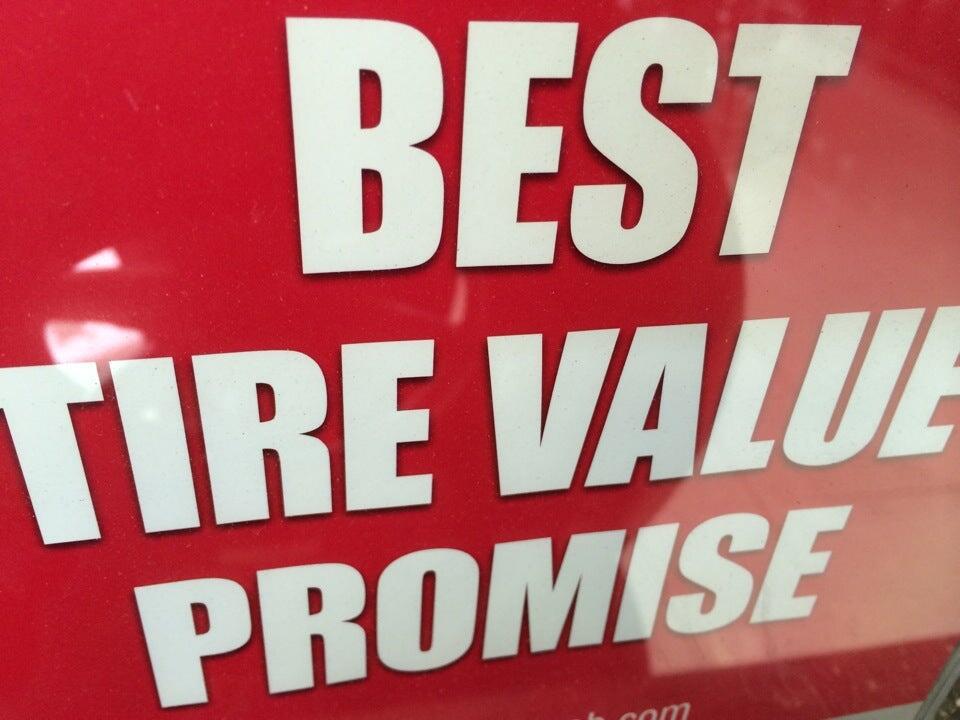 BEST
TIRE VALUE
PROMISE